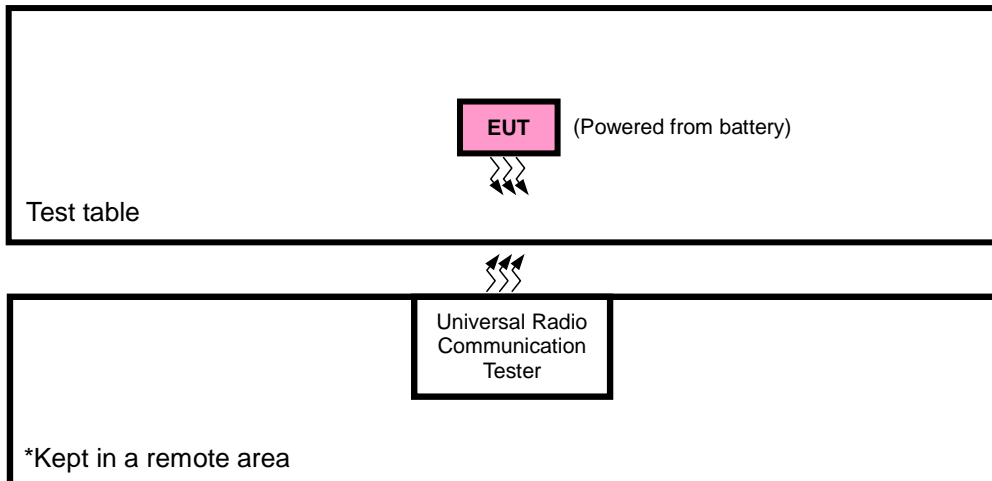 EUT
(Powered from battery)
Test table
Universal Radio
Communication
Tester
*Kept in a remote area